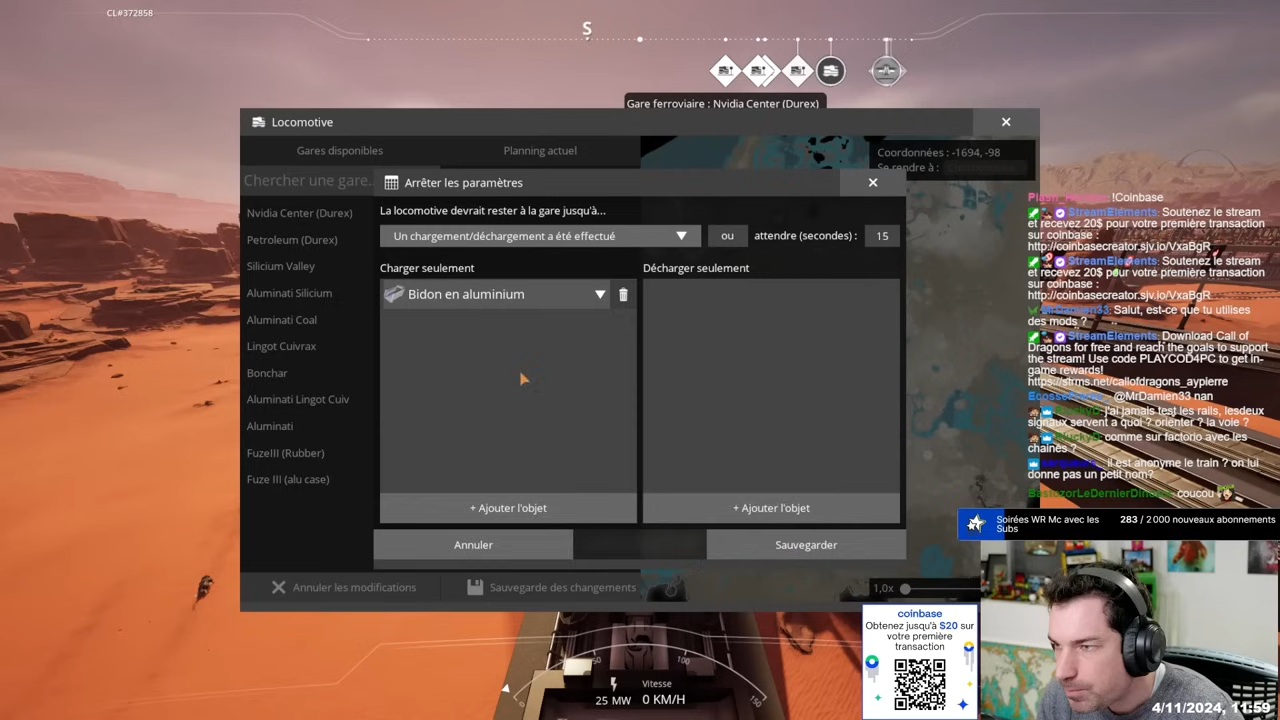 CL#372858
S
Gare ferroviaire : Nvidia Center (Durex)
Locomotive
Gares disponibles
Planning actuel
Coordonnées : -1694, -98
Se rendre à :
Chercher une gare...
Arrêter les paramètres
La locomotive devrait rester à la gare jusqu'à...
Un chargement/déchargement a été effectué
ou
attendre (secondes) :
15
Charger seulement
Décharger seulement
Bidon en aluminium
Nvidia Center (Durex)
Petroleum (Durex)
Silicium Valley
Aluminati Silicium
Aluminati Coal
Lingot Cuivrax
Bonchar
Aluminati Lingot Cuiv
Aluminati
FuzeIII (Rubber)
Fuze III (alu case)
+ Ajouter l'objet
+ Ajouter l'objet
Annuler
Sauvegarder
Annuler les modifications
Sauvegarde des changements
1,0x
!Coinbase
StreamElements: Soutenez le stream
et recevez 20$ pour votre première
transaction sur coinbase :
http://coinbasecreator.sjv.io/VxaBgR
StreamElements: Soutenez le stream
et recevez 20$ pour votre première
transaction sur coinbase :
http://coinbasecreator.sjv.io/VxaBgR
MrDamien33: Salut, est-ce que tu utilises
des mods ?
StreamElements: Download Call of
Dragons for free and reach the goals to support
the stream! Use code PLAYCOD4PC to get in-
game rewards!
https://strms.net/callofdragons_aypierre
@MrDamien33 nan
j'ai jamais test les rails, lesdeux
signaux servent a quoi ? orienter ? la voie ?
comme sur factorio avec les
chaines ?
il est anonyme le train ? on lui
donne pas un petit nom?
BastozorLeDernierDino: coucou
Soirées WR Mc avec les
Subs
283 / 2 000 nouveaux abonnements
coinbase
Obtenez jusqu'à $20 sur
votre première
transaction
50
100
150
Vitesse
25 MW
0 KM/H
4/11/2024, 11:59